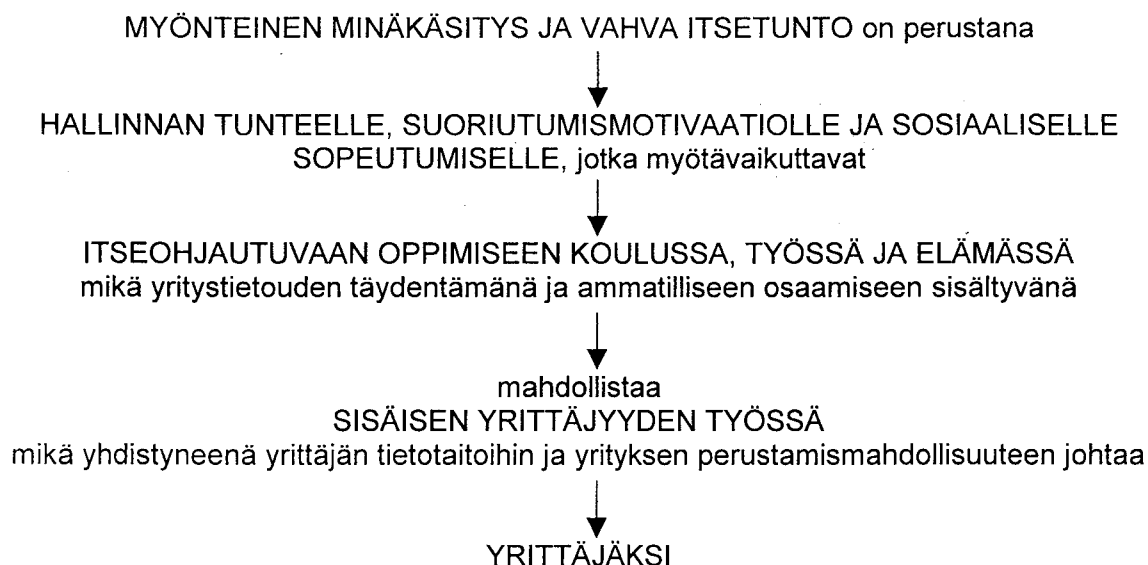 MYÖNTEINEN MINÄKÄSITYS JA VAHVA ITSETUNTO on perustana
HALLINNAN TUNTEELLE, SUORIUTUMISMOTIVAATIOLLE JA SOSIAALISELLE
SOPEUTUMISELLE, jotka myötävaikuttavat
ITSEOHJAUTUVAAN OPPIMISEEN KOULUSSA, TYÖSSÄ JA ELÄMÄSSÄ
mikä yritystietouden täydentämänä ja ammatilliseen osaamiseen sisältyvänä
mahdollistaa
SISÄISEN YRITTÄJYYDEN TYÖSSÄ
mikä yhdistyneenä yrittäjän tietotaitoihin ja yrityksen perustamismahdollisuuteen johtaa
YRITTÄJÄKSI